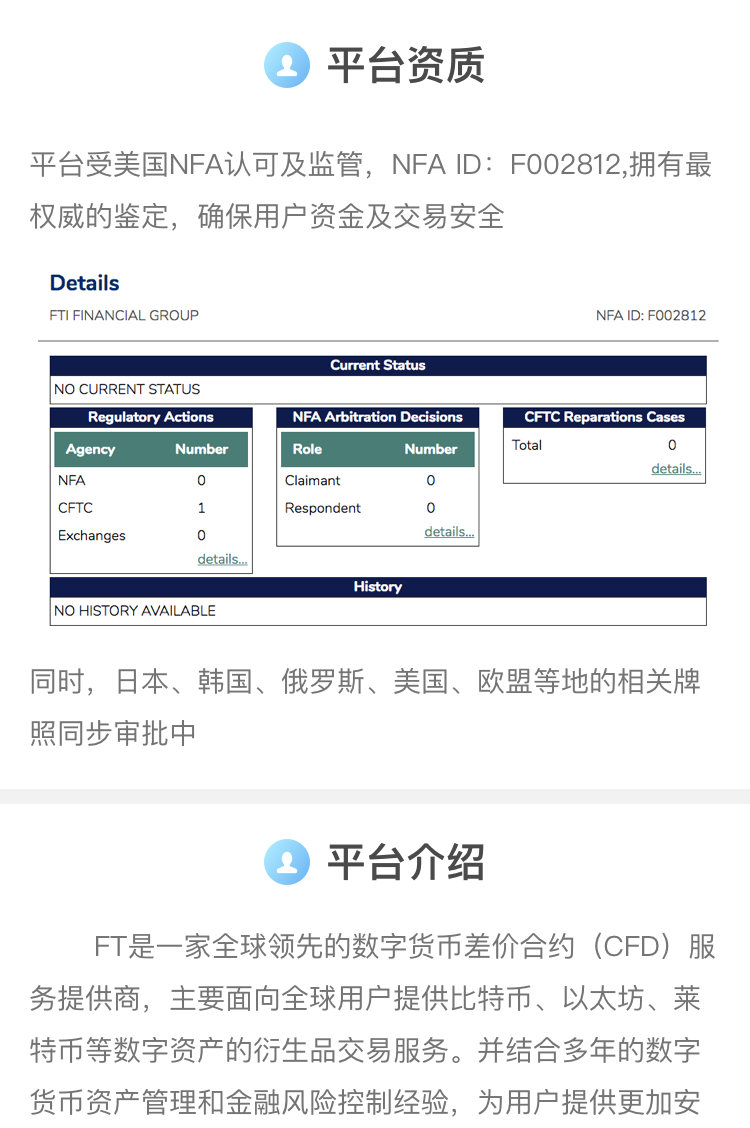 平台资质
平台受美国NFA认可及监管，NFA ID：F002812,拥有最
权威的鉴定，确保用户资金及交易安全
Details
FTI FINANCIAL GROUP NFA ID: F002812
Current Status
NO CURRENT STATUS
Regulatory Actions NFA Arbitration Decisions CFTC Reparations Cases
Agency Number Role Number Total 0
NFA 0 Claimant 0 details...
CFTC 1 Respondent 0
Exchanges 0 details...
details...
History
NO HISTORY AVAILABLE
同时，日本、韩国、俄罗斯、美国、欧盟等地的相关牌
照同步审批中
平台介绍
FT是一家全球领先的数字货币差价合约（CFD）服
务提供商，主要面向全球用户提供比特币、以太坊、莱
特币等数字资产的衍生品交易服务。并结合多年的数字
货币资产管理和金融风险控制经验，为用户提供更加安